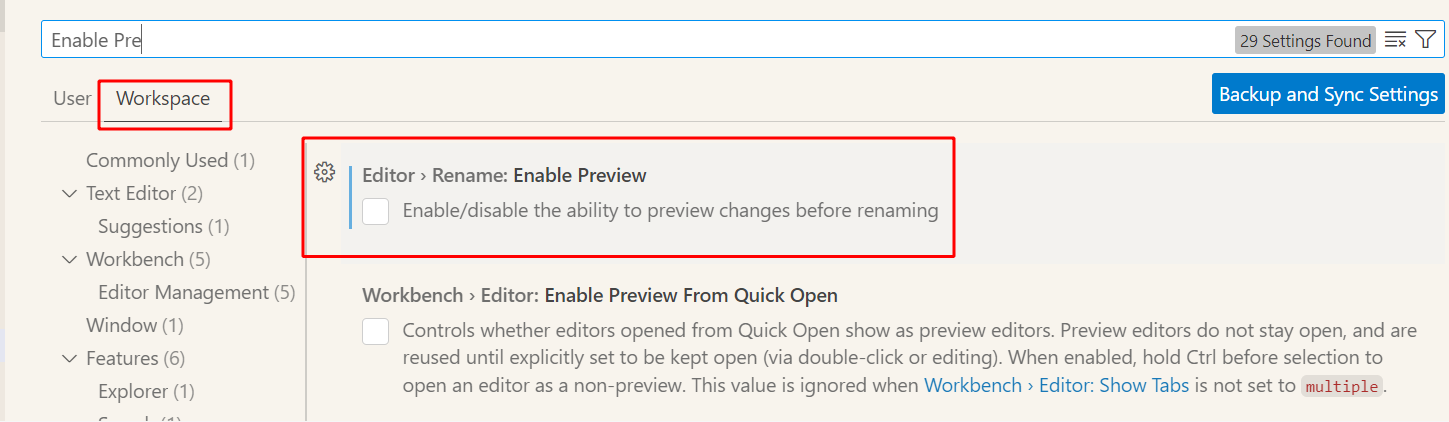 Enable Pre
29 Settings Found
User
Workspace
Backup and Sync Settings
Commonly Used (1)
Text Editor (2)
Suggestions (1)
Workbench (5)
Editor Management (5)
Window (1)
Features (6)
Explorer (1)
Editor › Rename: Enable Preview
Enable/disable the ability to preview changes before renaming
Workbench › Editor: Enable Preview From Quick Open
Controls whether editors opened from Quick Open show as preview editors. Preview editors do not stay open, and are
reused until explicitly set to be kept open (via double-click or editing). When enabled, hold Ctrl before selection to
open an editor as a non-preview. This value is ignored when Workbench › Editor: Show Tabs is not set to multiple.